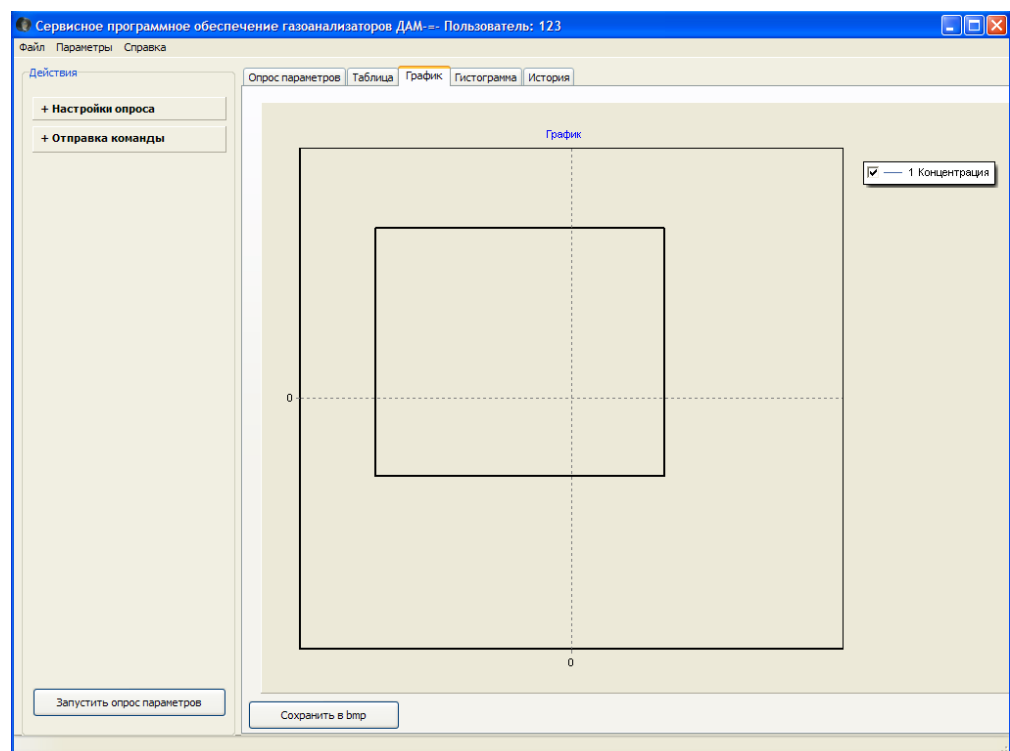 Сервисное программное обеспечение газоанализаторов ДАМ-=- Пользователь: 123
Файл Параметры Справка
Действия
+ Настройки опроса
+ Отправка команды
Запустить опрос параметров
Опрос параметров Таблица График Гистограмма История
График
1 Концентрация
0
0
Сохранить в bmp